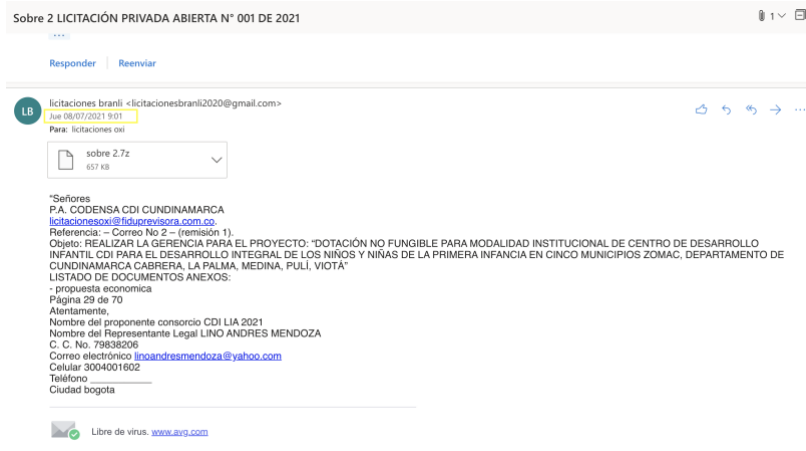 Sobre 2 LICITACIÓN PRIVADA ABIERTA N° 001 DE 2021
1
...
Responder Reenviar
LB
licitaciones branli <licitacionesbranli2020@gmail.com>
Jue 08/07/2021 9:01
Para: licitaciones oxi
sobre 2.7z
657 KB
"Señores
P.A. CODENSA CDI CUNDINAMARCA
licitacionesoxi@fiduprevisora.com.co.
Referencia: – Correo No 2 – (remisión 1).
Objeto: REALIZAR LA GERENCIA PARA EL PROYECTO: “DOTACIÓN NO FUNGIBLE PARA MODALIDAD INSTITUCIONAL DE CENTRO DE DESARROLLO
INFANTIL CDI PARA EL DESARROLLO INTEGRAL DE LOS NIÑOS Y NIÑAS DE LA PRIMERA INFANCIA EN CINCO MUNICIPIOS ZOMAC, DEPARTAMENTO DE
CUNDINAMARCA CABRERA, LA PALMA, MEDINA, PULÍ, VIOTÁ”
LISTADO DE DOCUMENTOS ANEXOS:
- propuesta economica
Página 29 de 70
Atentamente,
Nombre del proponente consorcio CDI LIA 2021
Nombre del Representante Legal LINO ANDRES MENDOZA
C. C. No. 79838206
Correo electrónico linoandresmendoza@yahoo.com
Celular 3004001602
Teléfono ___________
Ciudad bogota
Libre de virus. www.avg.com